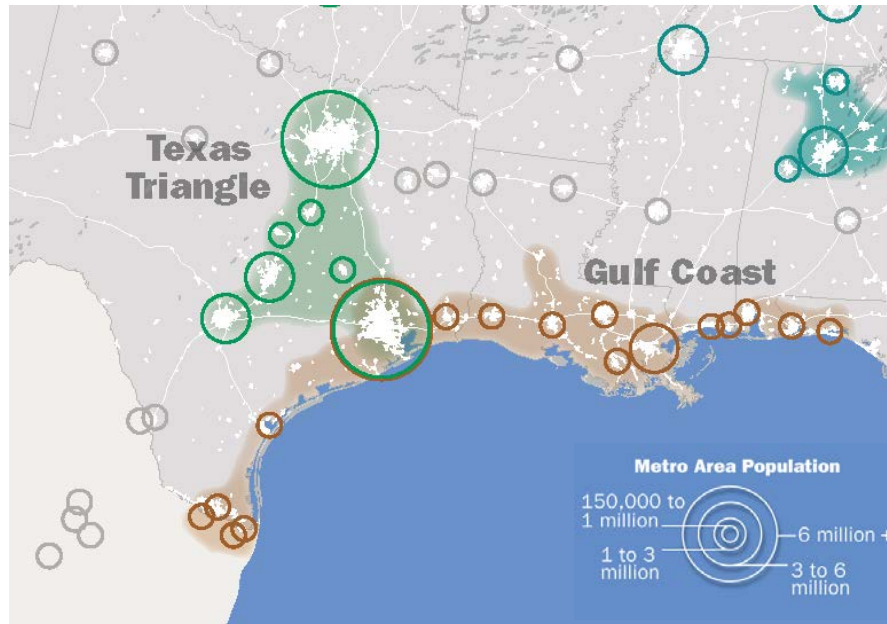 Texas
Triangle
Gulf Coast
Metro Area Population
150,000 to
1 million
6 million +
1 to 3
million
3 to 6
million